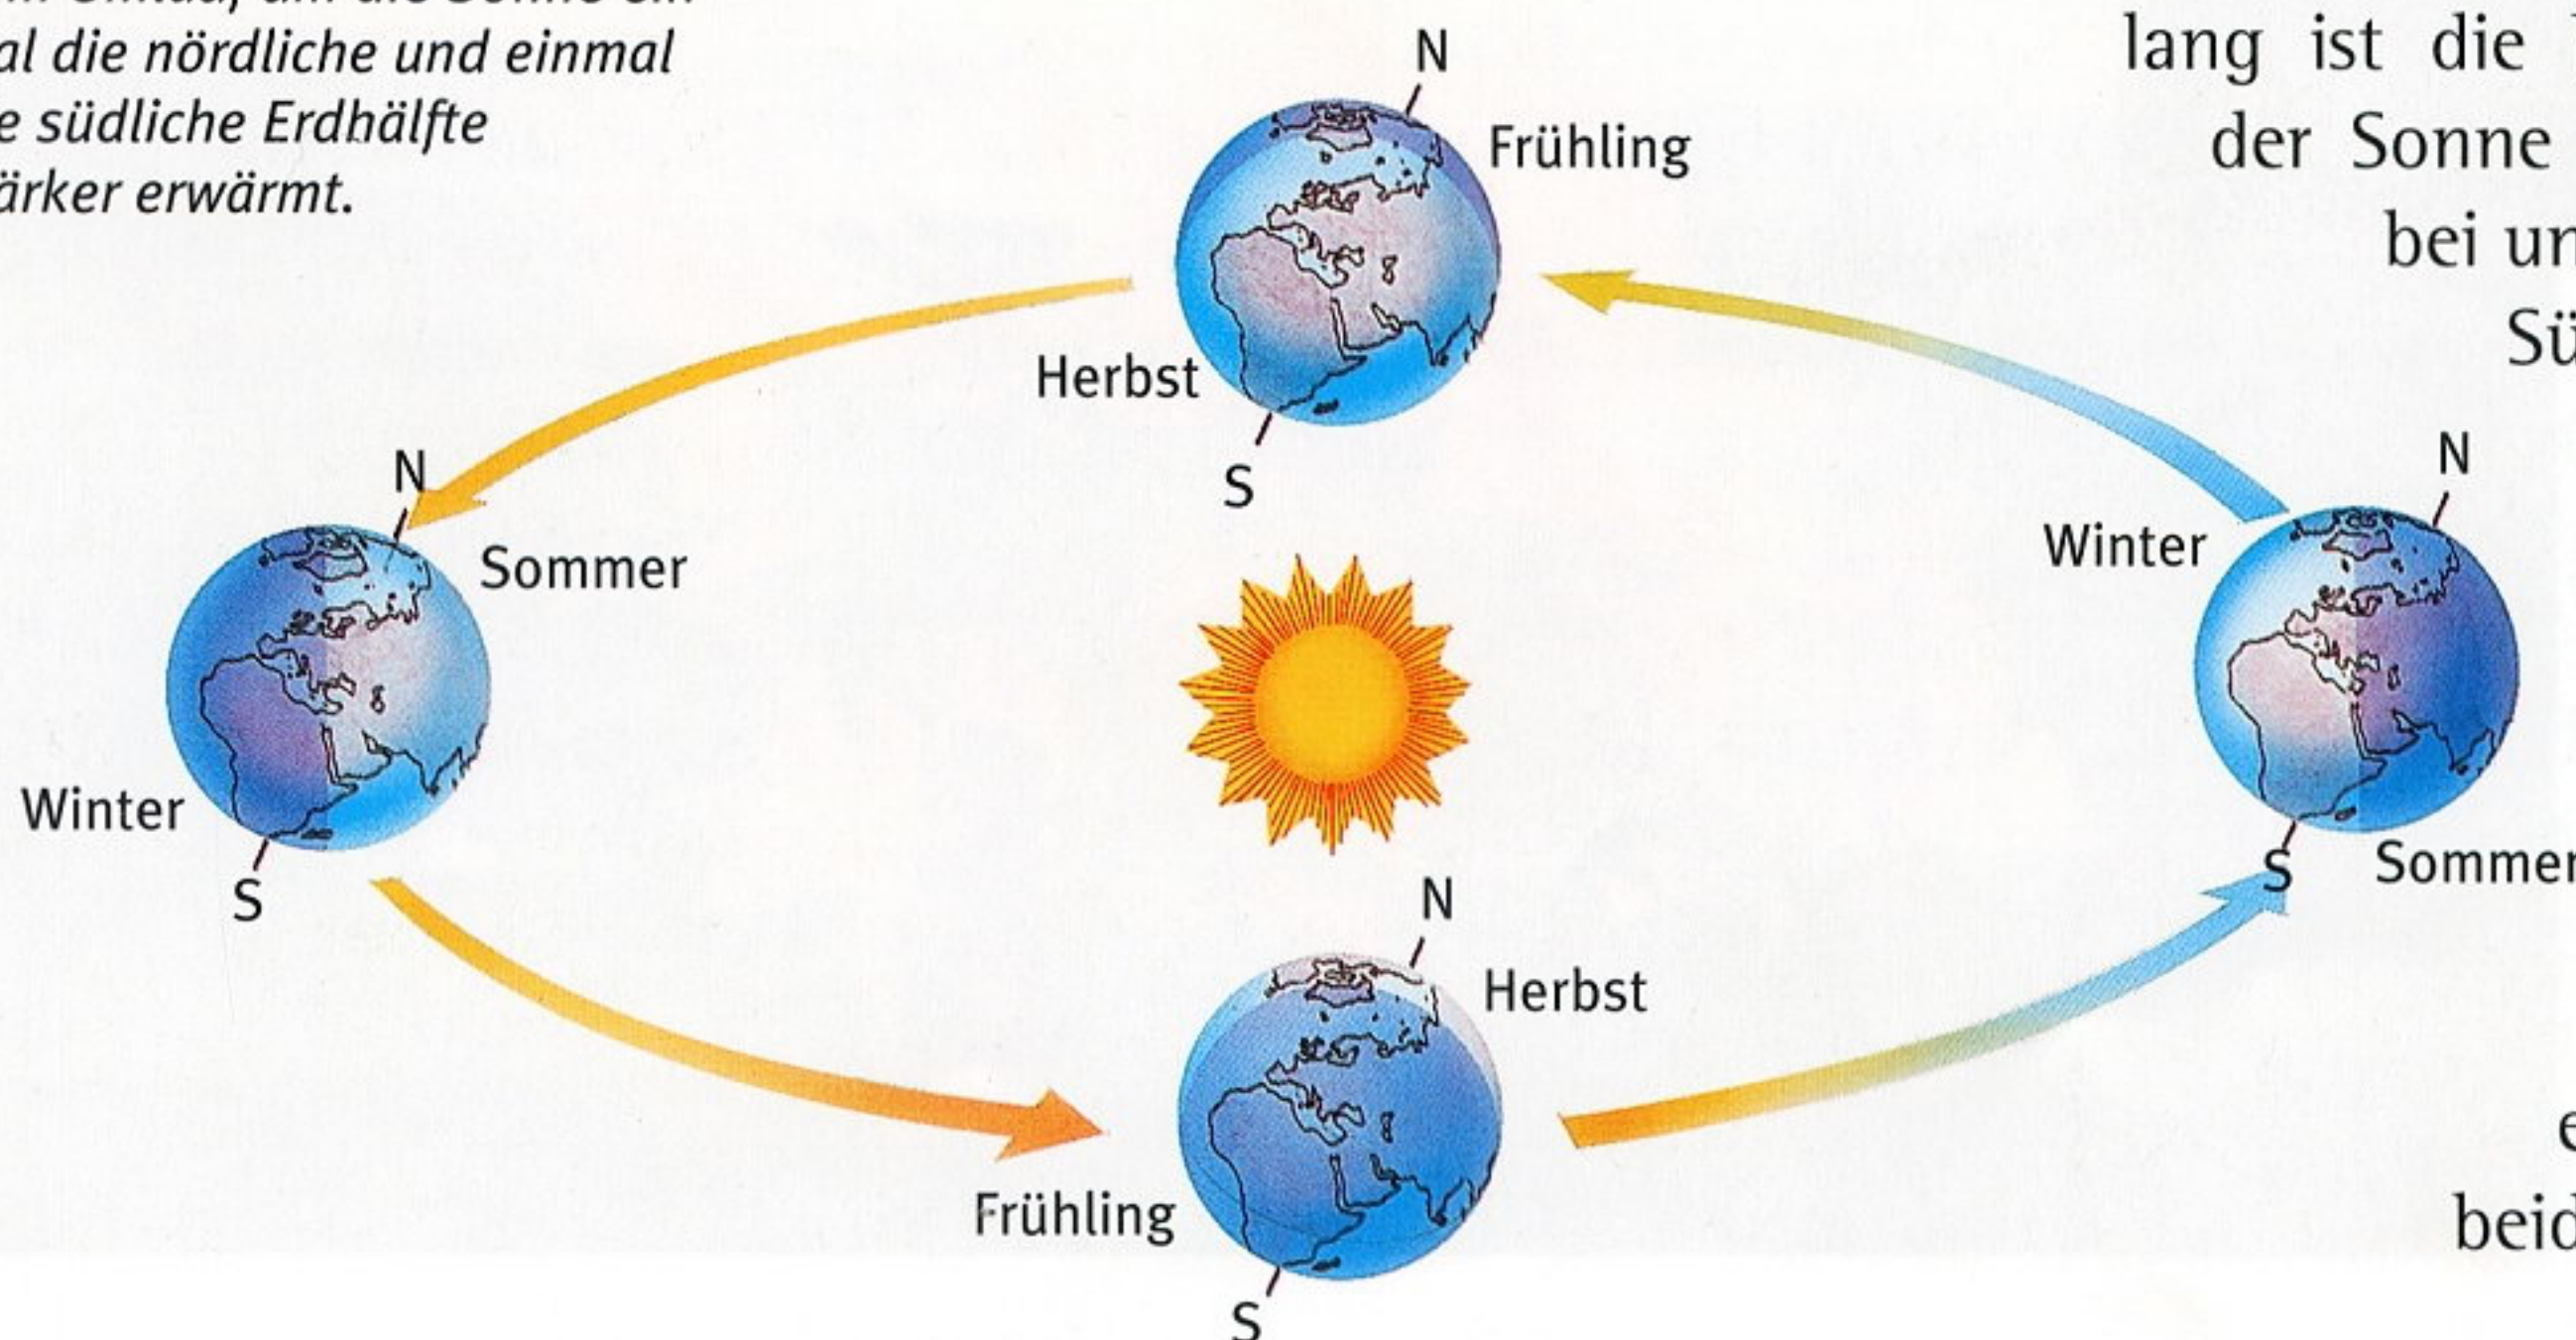 al die nördliche und einmal
e südliche Erdhälfte
ärker erwärmt.
lang ist die
der Sonne
bei un
Sü
N
Frühling
Herbst
S
N
Sommer
Winter
S
N
Winter
S
Sommer
N
Herbst
Frühling
S
e
beid